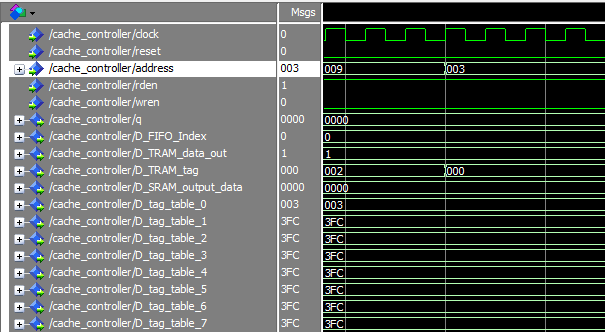 Msgs
/cache_controller/clock 0
/cache_controller/reset 0
/cache_controller/address 003 009 003
/cache_controller/rden 1
/cache_controller/wren 0
/cache_controller/q 0000 0000
/cache_controller/D_FIFO_Index 0 0
/cache_controller/D_TRAM_data_out 1 1
/cache_controller/D_TRAM_tag 000 002 000
/cache_controller/D_SRAM_output_data 0000 0000
/cache_controller/D_tag_table_0 003 003
/cache_controller/D_tag_table_1 3FC 3FC
/cache_controller/D_tag_table_2 3FC 3FC
/cache_controller/D_tag_table_3 3FC 3FC
/cache_controller/D_tag_table_4 3FC 3FC
/cache_controller/D_tag_table_5 3FC 3FC
/cache_controller/D_tag_table_6 3FC 3FC
/cache_controller/D_tag_table_7 3FC 3FC